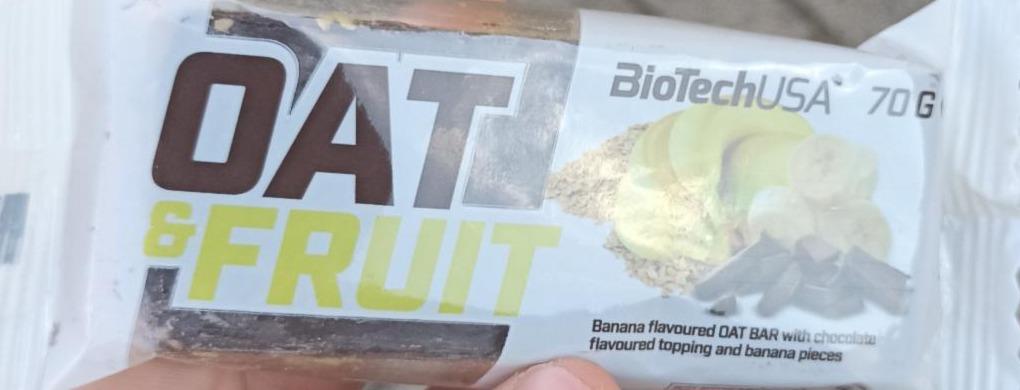 OAT
& FRUIT
BioTechUSA
70 G
Banana flavoured OAT BAR with chocolate
flavoured topping and banana pieces